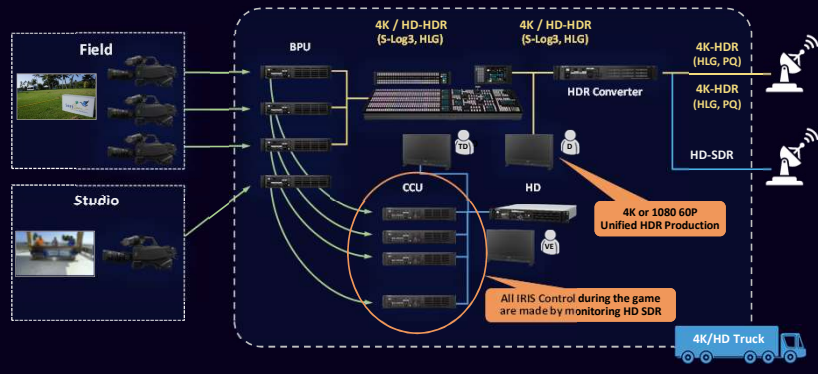 4K / HD-HDR
(S-Log3, HLG)
4K / HD-HDR
(S-Log3, HLG)
Field
BPU
HDR Converter
4K-HDR
(HLG, PQ)
4K-HDR
(HLG, PQ)
TD
D
HD-SDR
Studio
CCU
HD
4K or 1080 60P
Unified HDR Production
VE
All IRIS Control during the game
are made by monitoring HD SDR
4K/HD Truck